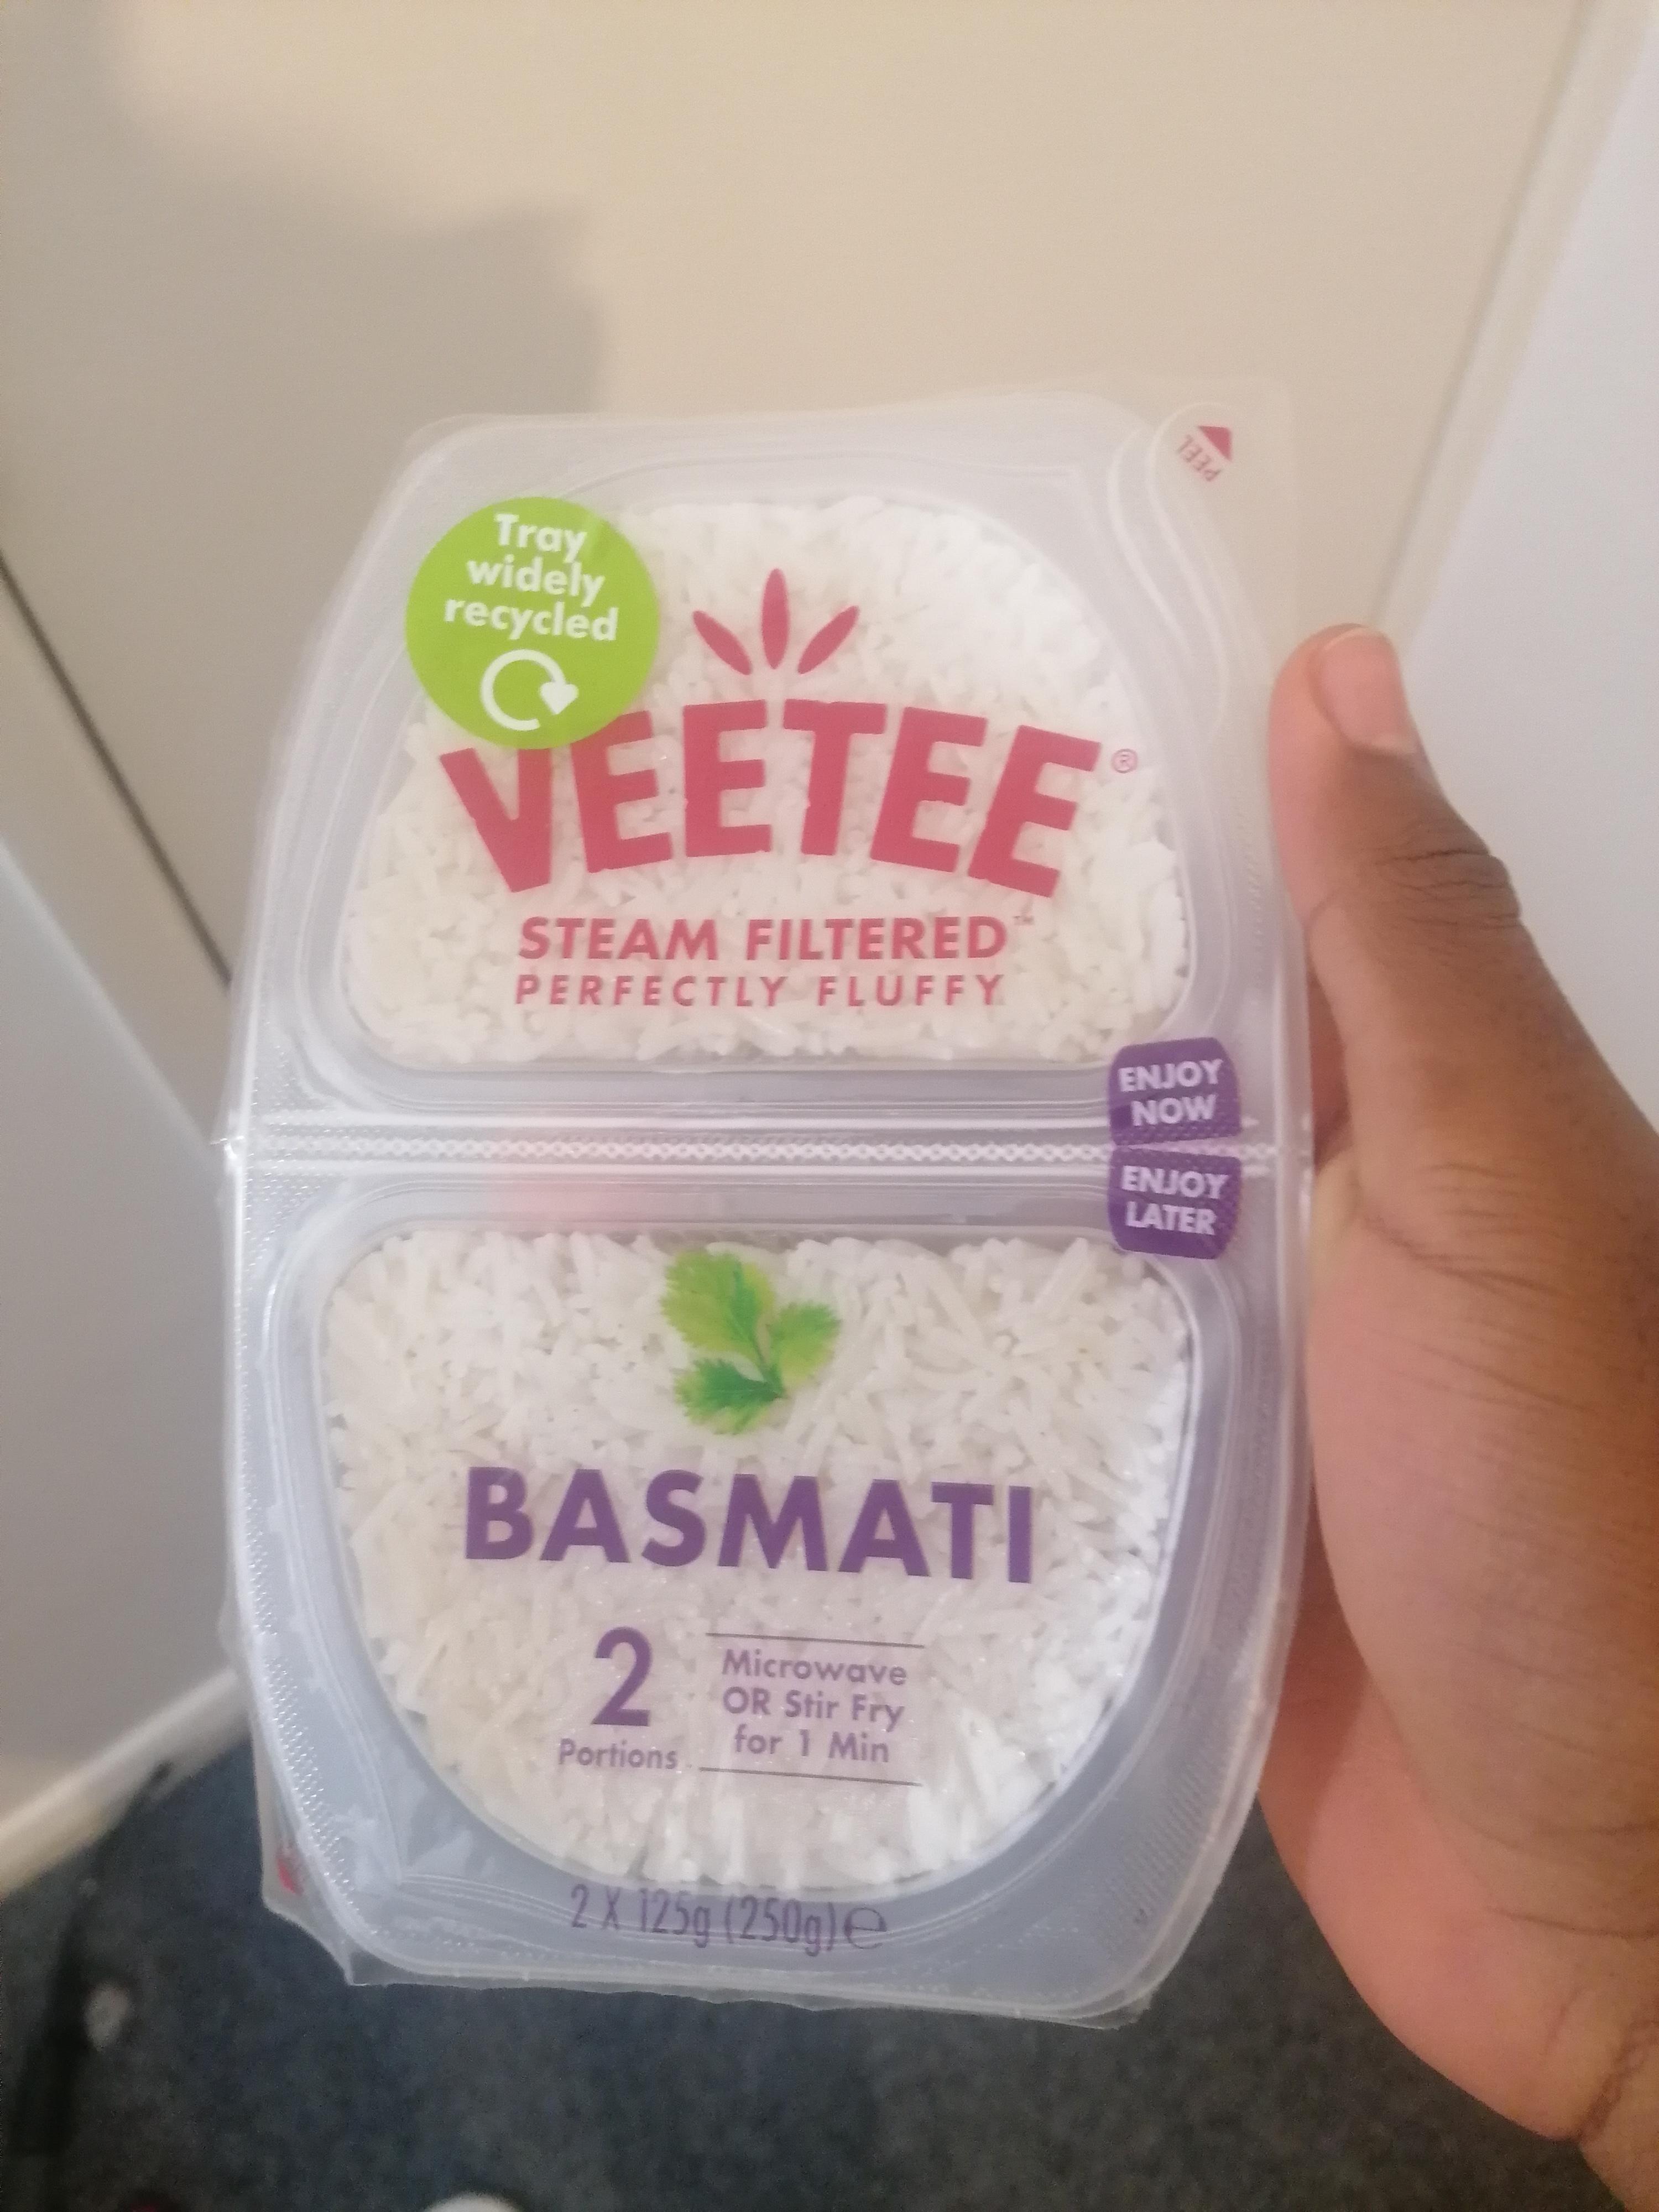 PEEL
Tray
widely
recycled
VEETEE®
STEAM FILTERED™
PERFECTLY FLUFFY
ENJOY
NOW
ENJOY
LATER
BASMATI
2
Portions
Microwave
OR Stir Fry
for 1 Min
2 X 125g (250g) ℮